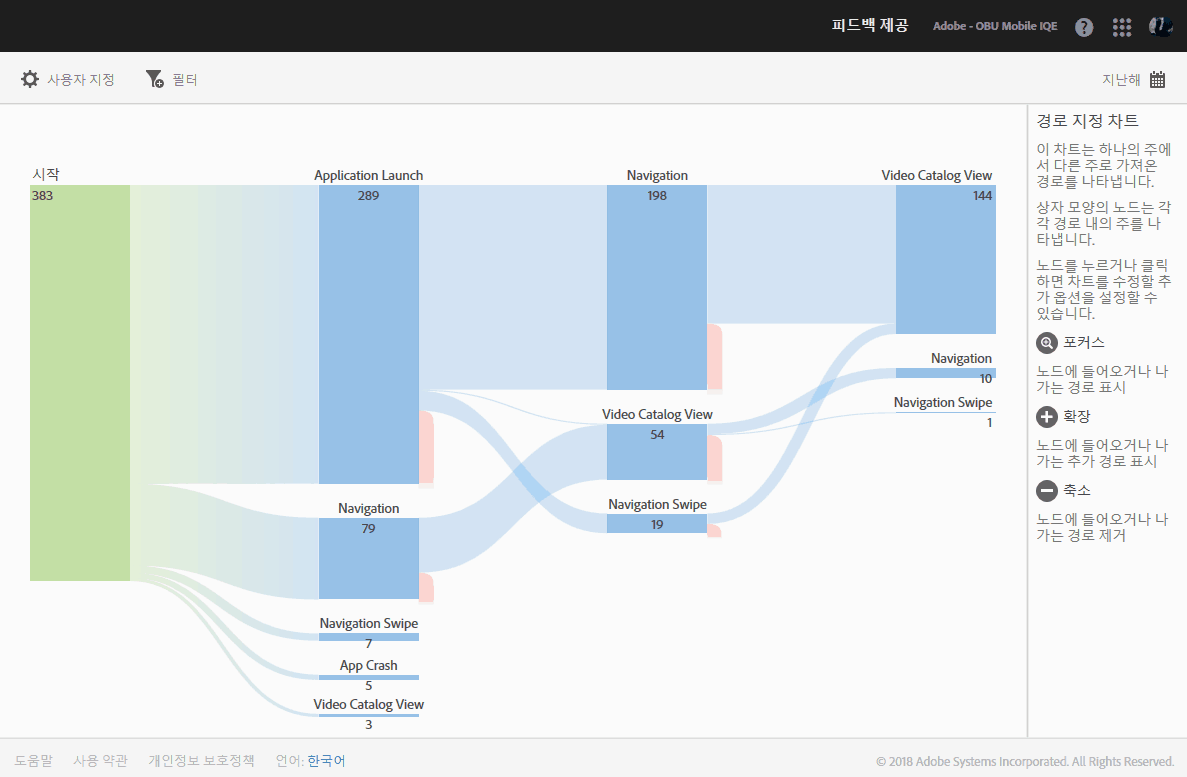 피드백 제공
Adobe - OBU Mobile IQE
?
사용자 지정
필터
지난해
시작
383
Application Launch
289
Navigation
79
Navigation Swipe
7
App Crash
5
Video Catalog View
3
Navigation
198
Video Catalog View
54
Navigation Swipe
19
Video Catalog View
144
Navigation
10
Navigation Swipe
1
경로 지정 차트
이 차트는 하나의 주에
서 다른 주로 가져온
경로를 나타냅니다.
상자 모양의 노드는 각
각 경로 내의 주를 나
타냅니다.
노드를 누르거나 클릭
하면 차트를 수정할 추
가 옵션을 설정할 수
있습니다.
포커스
노드에 들어오거나 나
가는 경로 표시
확장
노드에 들어오거나 나
가는 추가 경로 표시
축소
노드에 들어오거나 나
가는 경로 제거
도움말
사용 약관
개인정보 보호정책
언어: 한국어
© 2018 Adobe Systems Incorporated. All Rights Reserved.